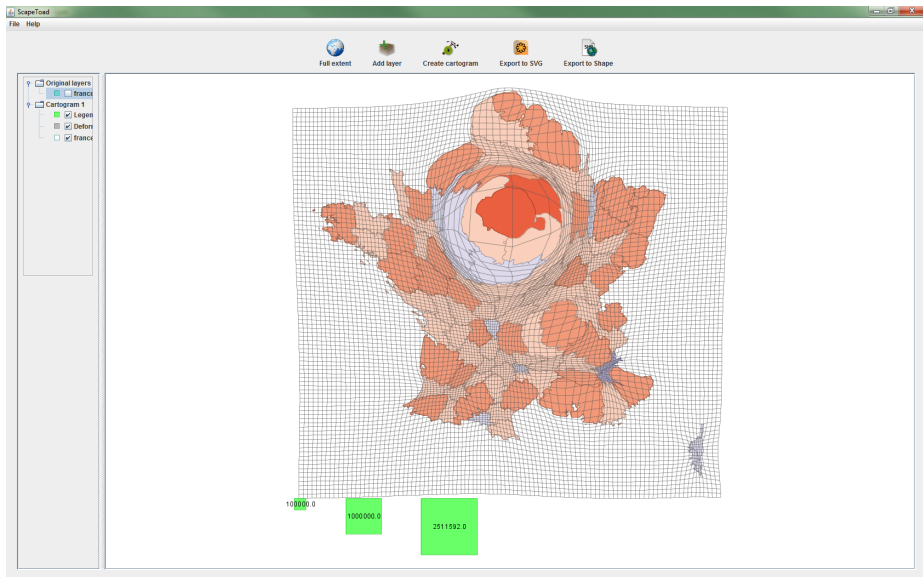 ScapeToad
File Help
Full extent Add layer Create cartogram Export to SVG Export to Shape
Original layers
france
Cartogram 1
Legen
Defor
france
100000.0
1000000.0
2511592.0